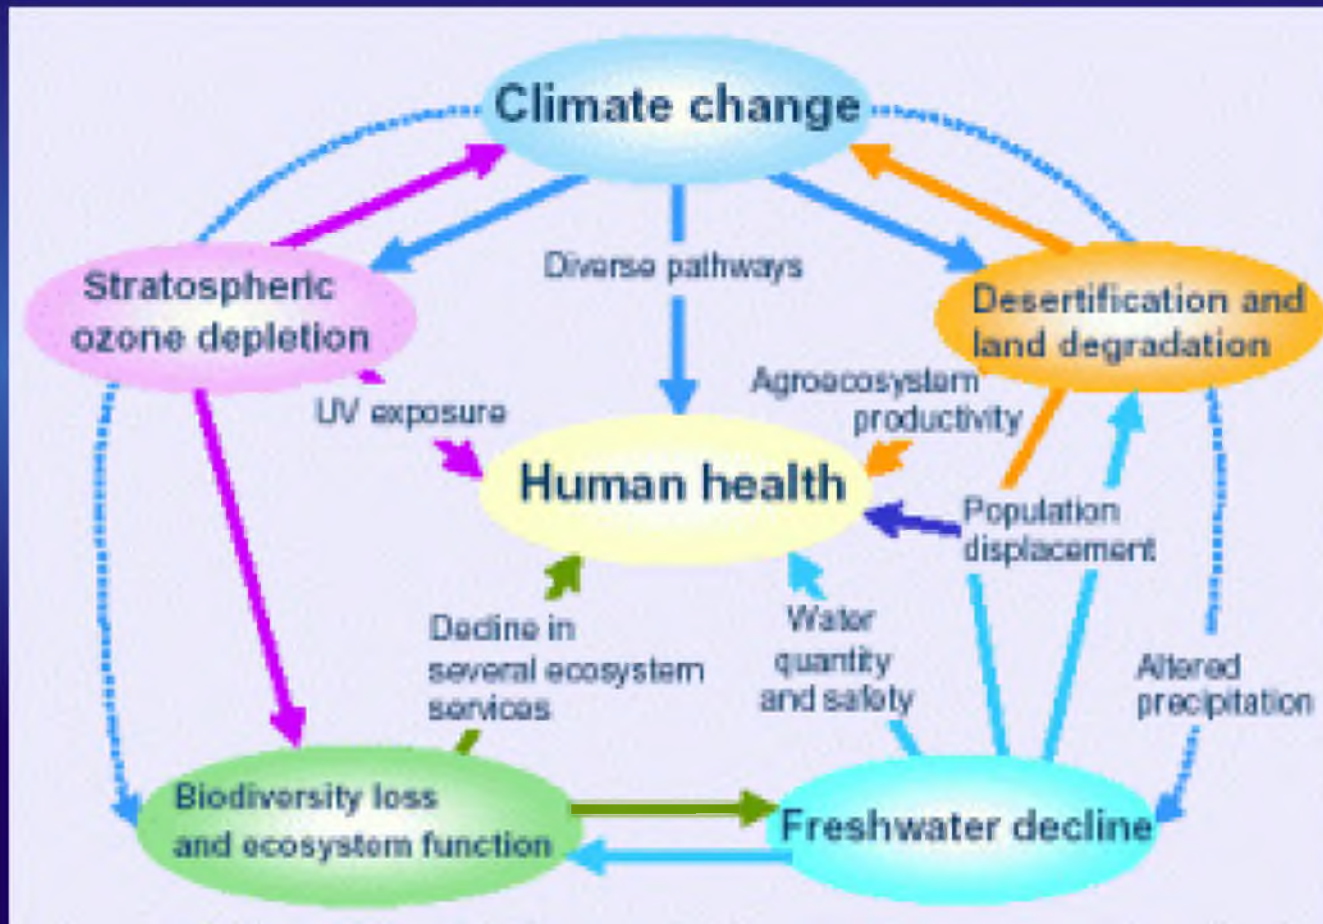 Climate change
Diverse pathways
Stratospheric
ozone depletion
Desertification and
land degradation
UV exposure
Agroecosystem
productivity
Human health
Population
displacement
Decline in
several ecosystem
services
Water
quantity
and safety
Altered
precipitation
Biodiversity loss
and ecosystem function
Freshwater decline